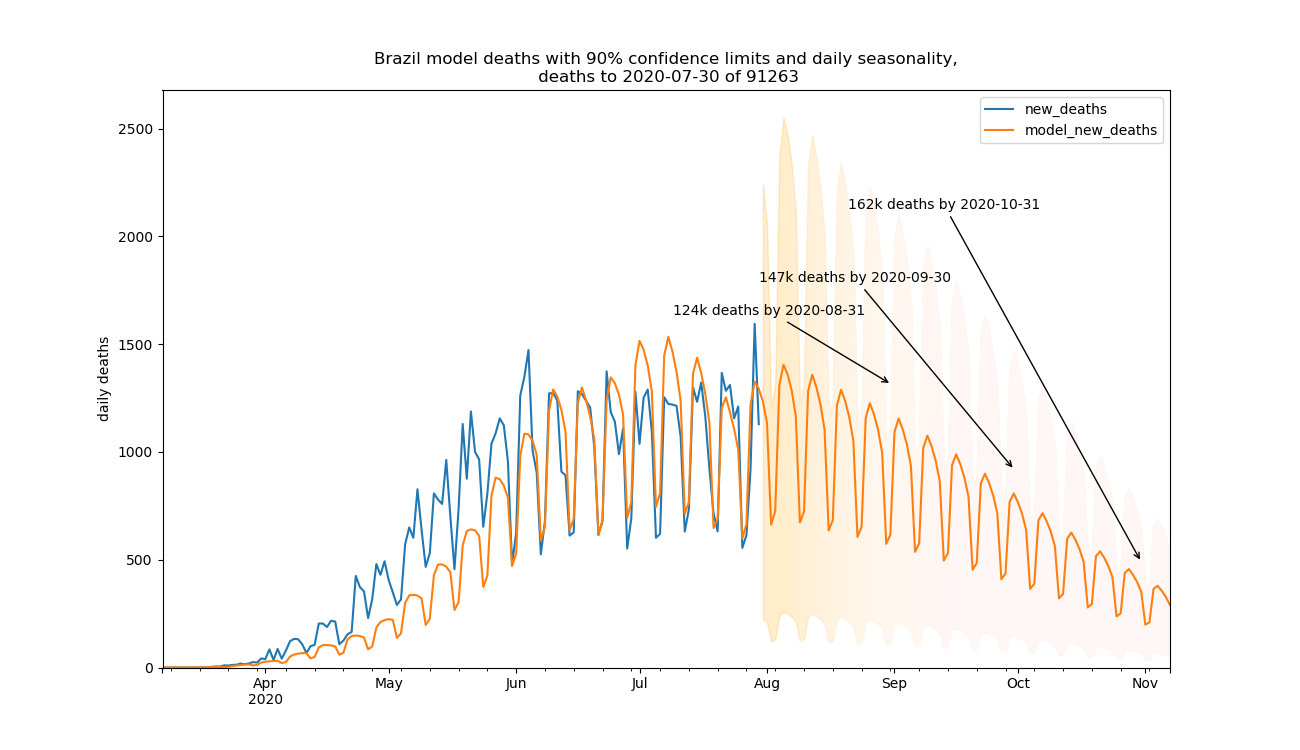 Brazil model deaths with 90% confidence limits and daily seasonality,
deaths to 2020-07-30 of 91263
new_deaths
model_new_deaths
162k deaths by 2020-10-31
147k deaths by 2020-09-30
124k deaths by 2020-08-31
daily deaths
2500
2000
1500
1000
500
0
Apr May Jun Jul Aug Sep Oct Nov
2020